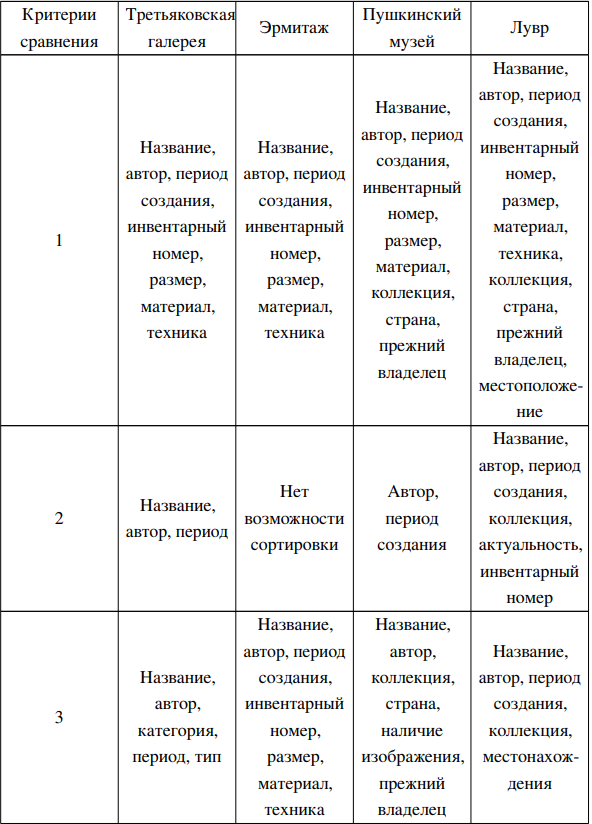 Критерии
сравнения
Третьяковская
галерея
Эрмитаж
Пушкинский
музей
Лувр
1
Название,
автор, период
создания,
инвентарный
номер,
размер,
материал,
техника
Название,
автор, период
создания,
инвентарный
номер,
размер,
материал,
техника
Название,
автор, период
создания,
инвентарный
номер,
размер,
материал,
коллекция,
страна,
прежний
владелец
Название,
автор, период
создания,
инвентарный
номер,
размер,
материал,
техника,
коллекция,
страна,
прежний
владелец,
местоположе-
ние
2
Название,
автор, период
Нет
возможности
сортировки
Автор,
период
создания
Название,
автор, период
создания,
коллекция,
актуальность,
инвентарный
номер
3
Название,
автор,
категория,
период, тип
Название,
автор, период
создания,
инвентарный
номер,
размер,
материал,
техника
Название,
автор,
коллекция,
страна,
наличие
изображения,
прежний
владелец
Название,
автор, период
создания,
коллекция,
местонахож-
дения